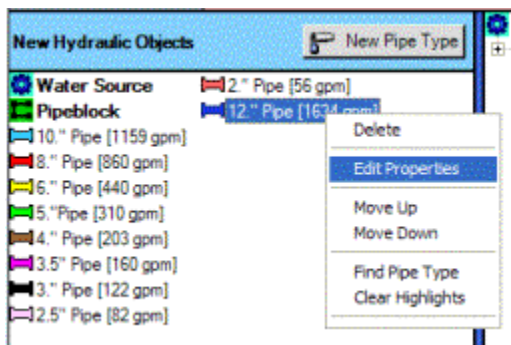 New Hydraulic Objects
New Pipe Type
Water Source
Pipeblock
10." Pipe [1159 gpm]
8." Pipe [860 gpm]
6." Pipe [440 gpm]
5."Pipe [310 gpm]
4." Pipe [203 gpm]
3.5" Pipe [160 gpm]
3." Pipe [122 gpm]
2.5" Pipe [82 gpm]
2." Pipe [56 gpm]
12." Pipe [1634 gpm]
Delete
Edit Properties
Move Up
Move Down
Find Pipe Type
Clear Highlights